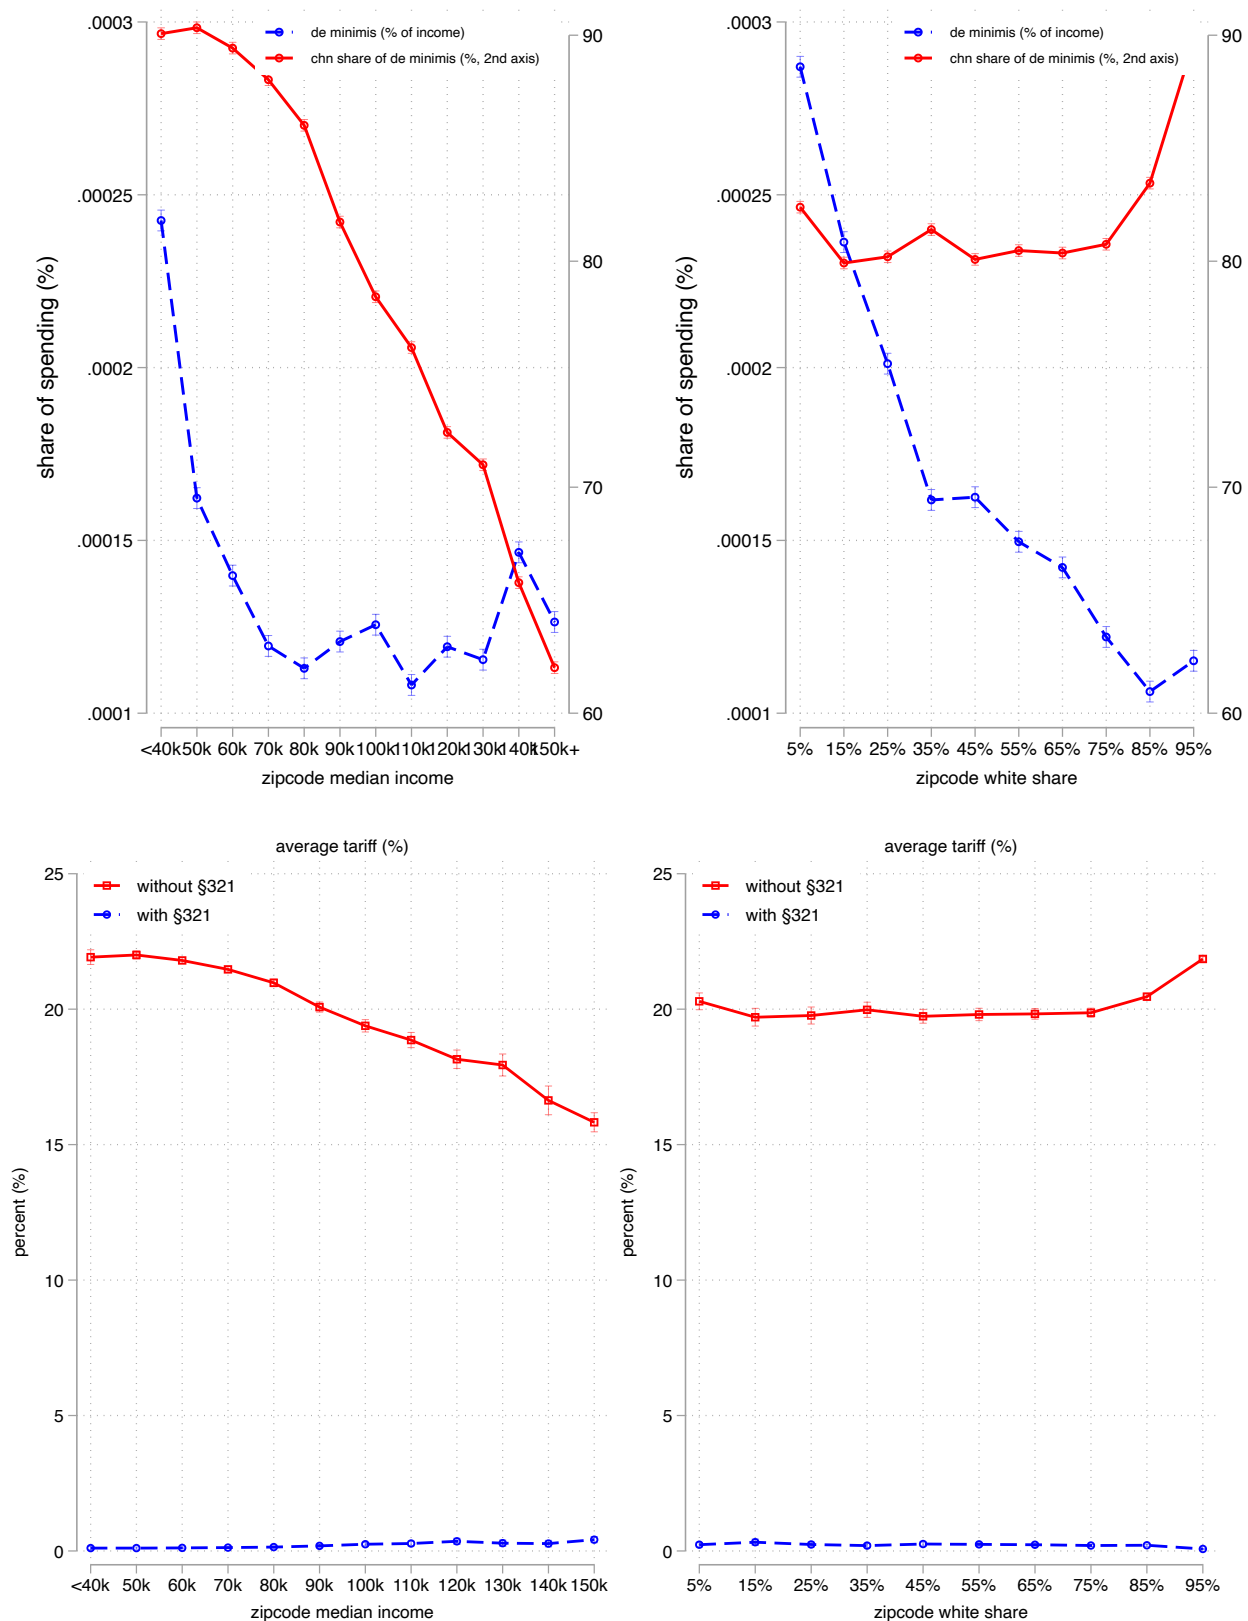 de minimis (% of income)
chn share of de minimis (%, 2nd axis)
share of spending (%)
.0003
.00025
.0002
.00015
.0001
90
80
70
60
<40k 50k 60k 70k 80k 90k 100k 110k 120k 130k 140k 150k+
zipcode median income
de minimis (% of income)
chn share of de minimis (%, 2nd axis)
share of spending (%)
.0003
.00025
.0002
.00015
.0001
90
80
70
60
5% 15% 25% 35% 45% 55% 65% 75% 85% 95%
zipcode white share
average tariff (%)
without §321
with §321
percent (%)
25
20
15
10
5
0
<40k 50k 60k 70k 80k 90k 100k 110k 120k 130k 140k 150k
zipcode median income
average tariff (%)
without §321
with §321
percent (%)
25
20
15
10
5
0
5% 15% 25% 35% 45% 55% 65% 75% 85% 95%
zipcode white share